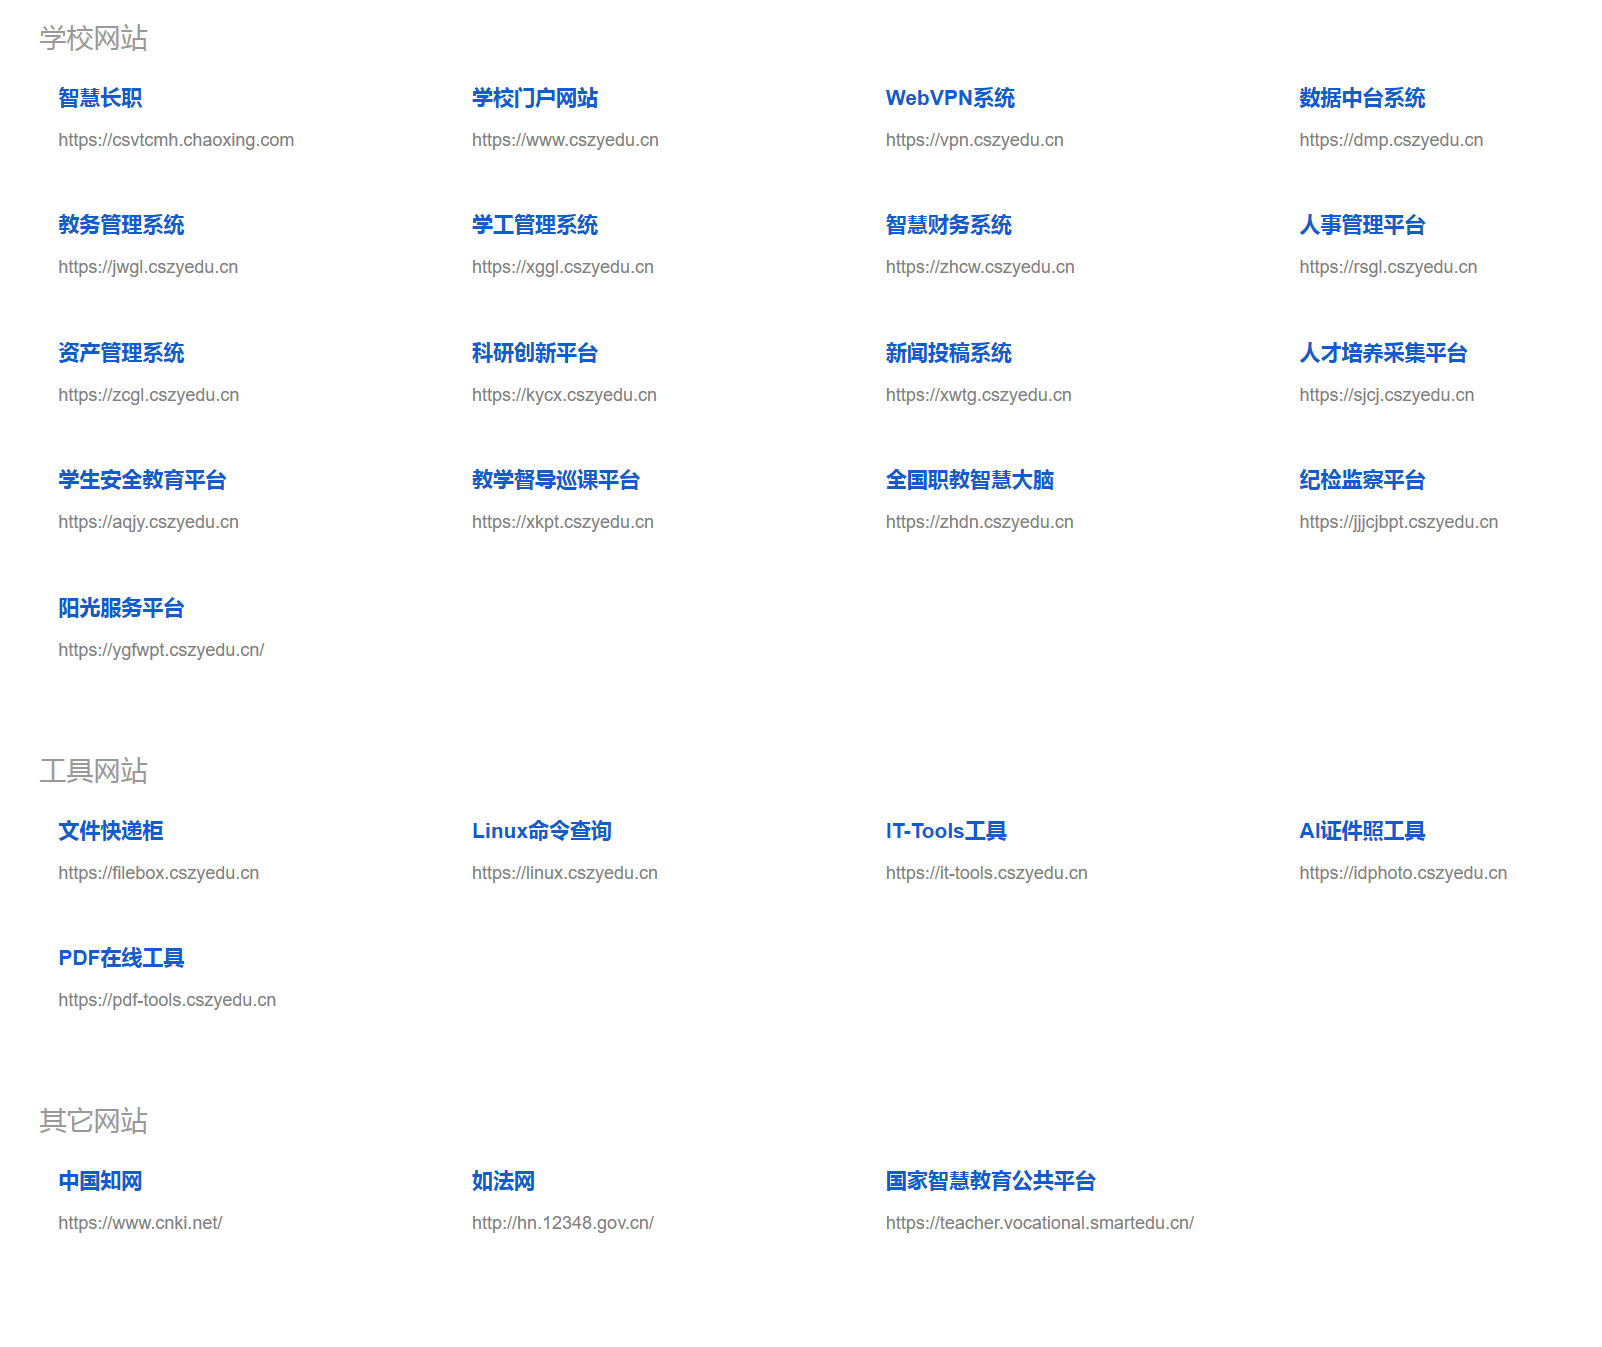 学校网站
智慧长职
https://csvtcmh.chaoxing.com
学校门户网站
https://www.cszyedu.cn
WebVPN系统
https://vpn.cszyedu.cn
数据中台系统
https://dmp.cszyedu.cn
教务管理系统
https://jwgl.cszyedu.cn
学工管理系统
https://xggl.cszyedu.cn
智慧财务系统
https://zhcw.cszyedu.cn
人事管理平台
https://rsgl.cszyedu.cn
资产管理系统
https://zcgl.cszyedu.cn
科研创新平台
https://kycx.cszyedu.cn
新闻投稿系统
https://xwtg.cszyedu.cn
人才培养采集平台
https://sjcj.cszyedu.cn
学生安全教育平台
https://aqjy.cszyedu.cn
教学督导巡课平台
https://xkpt.cszyedu.cn
全国职教智慧大脑
https://zhdn.cszyedu.cn
纪检监察平台
https://jjjcjbpt.cszyedu.cn
阳光服务平台
https://ygfwpt.cszyedu.cn/
工具网站
文件快递柜
https://filebox.cszyedu.cn
Linux命令查询
https://linux.cszyedu.cn
IT-Tools工具
https://it-tools.cszyedu.cn
AI证件照工具
https://idphoto.cszyedu.cn
PDF在线工具
https://pdf-tools.cszyedu.cn
其它网站
中国知网
https://www.cnki.net/
如法网
http://hn.12348.gov.cn/
国家智慧教育公共平台
https://teacher.vocational.smartedu.cn/